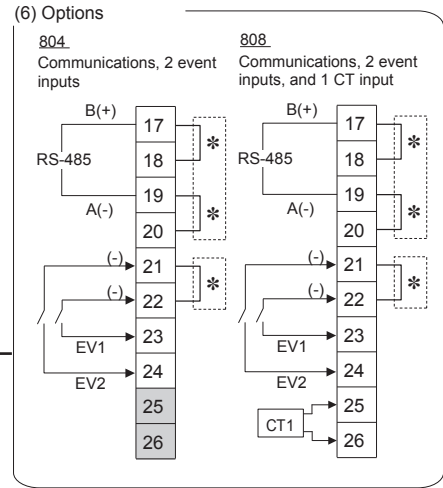 (6) Options
804
Communications, 2 event
inputs
B(+)
RS-485
A(-)
(-)
(-)
EV1
EV2
17
18
19
20
21
22
23
24
25
26
*
*
*
808
Communications, 2 event
inputs, and 1 CT input
B(+)
RS-485
A(-)
(-)
(-)
EV1
EV2
CT1
17
18
19
20
21
22
23
24
25
26
*
*
*